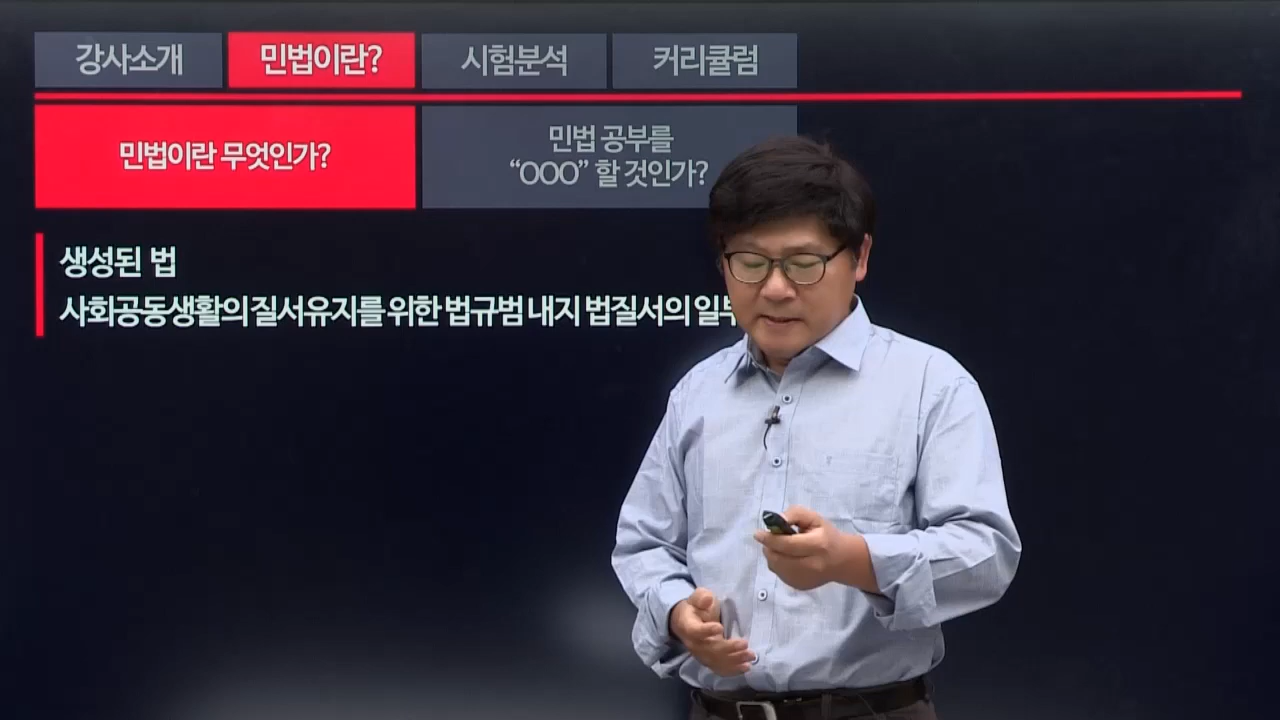 강사소개
민법이란?
시험분석
커리큘럼
민법이란 무엇인가?
민법 공부를
“OOO” 할 것인가?
생성된 법
사회공동생활의 질서유지를 위한 법규범 내지 법질서의